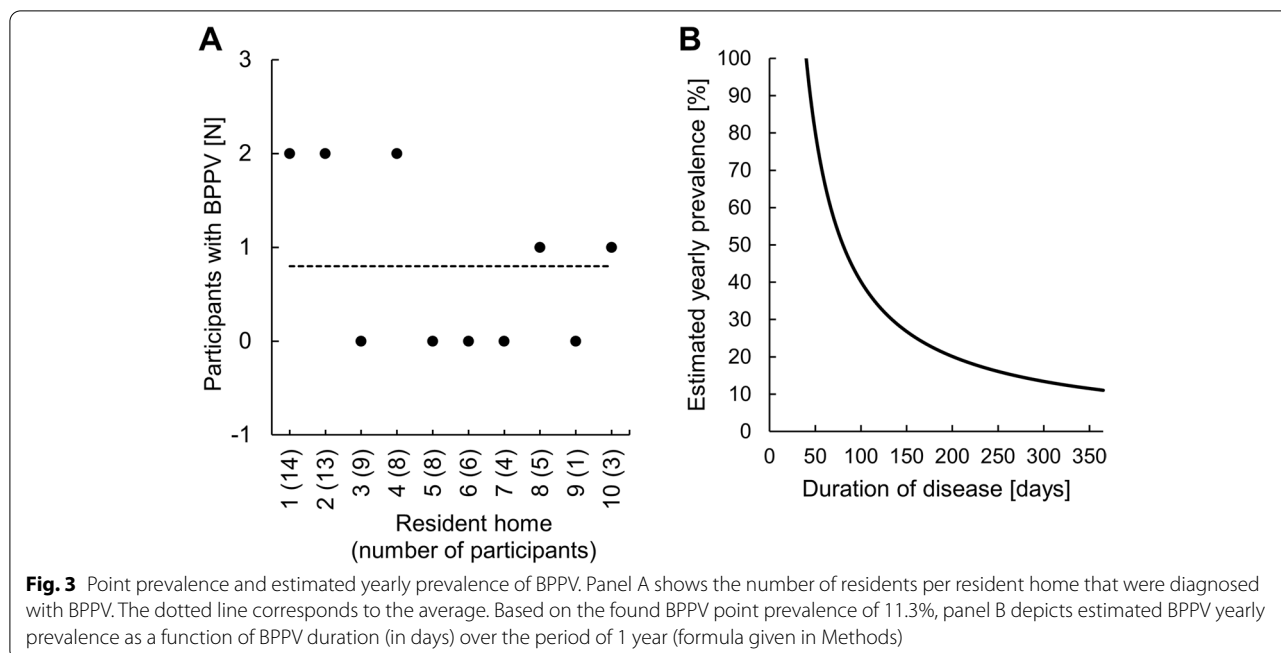 A
Participants with BPPV [N]
3
2
1
0
-1
1 (14)
2 (13)
3 (9)
4 (8)
5 (8)
6 (6)
7 (4)
8 (5)
9 (1)
10 (3)
Resident home
(number of participants)
B
Estimated yearly prevalence [%]
100
90
80
70
60
50
40
30
20
10
0
0 50 100 150 200 250 300 350
Duration of disease [days]
Fig. 3 Point prevalence and estimated yearly prevalence of BPPV. Panel A shows the number of residents per resident home that were diagnosed
with BPPV. The dotted line corresponds to the average. Based on the found BPPV point prevalence of 11.3%, panel B depicts estimated BPPV yearly
prevalence as a function of BPPV duration (in days) over the period of 1 year (formula given in Methods)